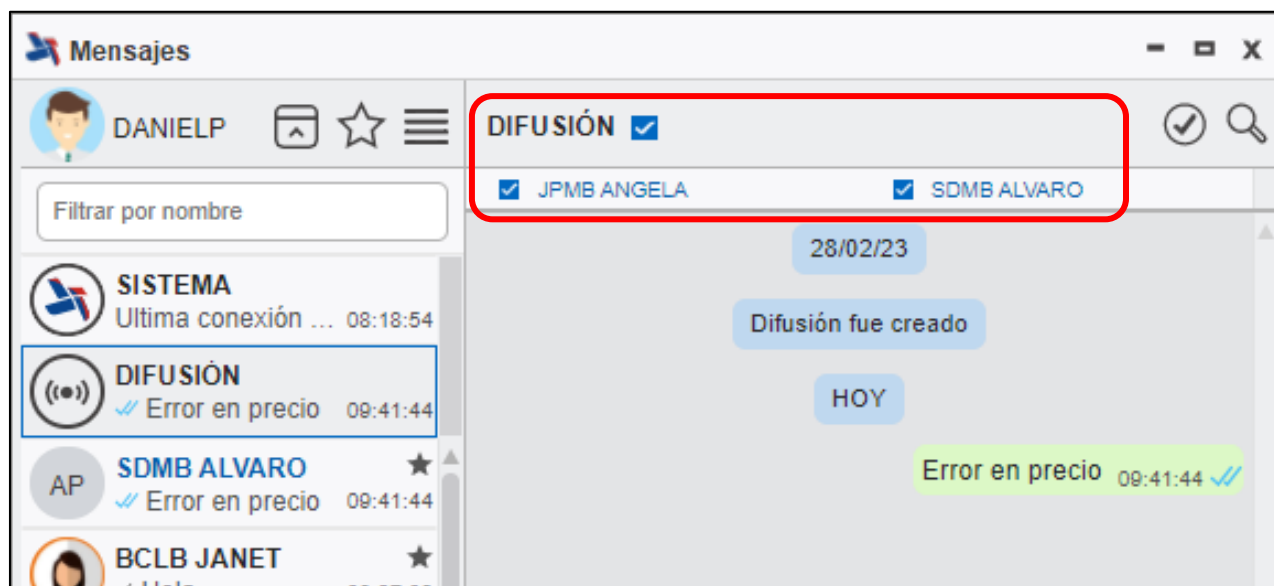 Mensajes
DANIELP
DIFUSIÓN
Filtrar por nombre
JPMB ANGELA
SDMB ALVARO
SISTEMA
Ultima conexión ... 08:18:54
DIFUSIÓN
Error en precio 09:41:44
AP
SDMB ALVARO
Error en precio 09:41:44
BCLB JANET
28/02/23
Difusión fue creado
HOY
Error en precio 09:41:44